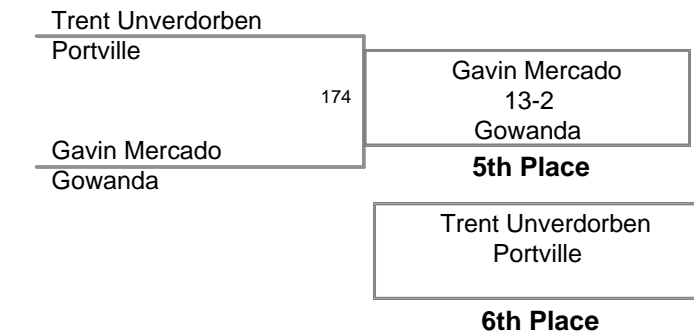 Trent Unverdorben
Portville
174
Gavin Mercado
Gowanda
Gavin Mercado
13-2
Gowanda
5th Place
Trent Unverdorben
Portville
6th Place